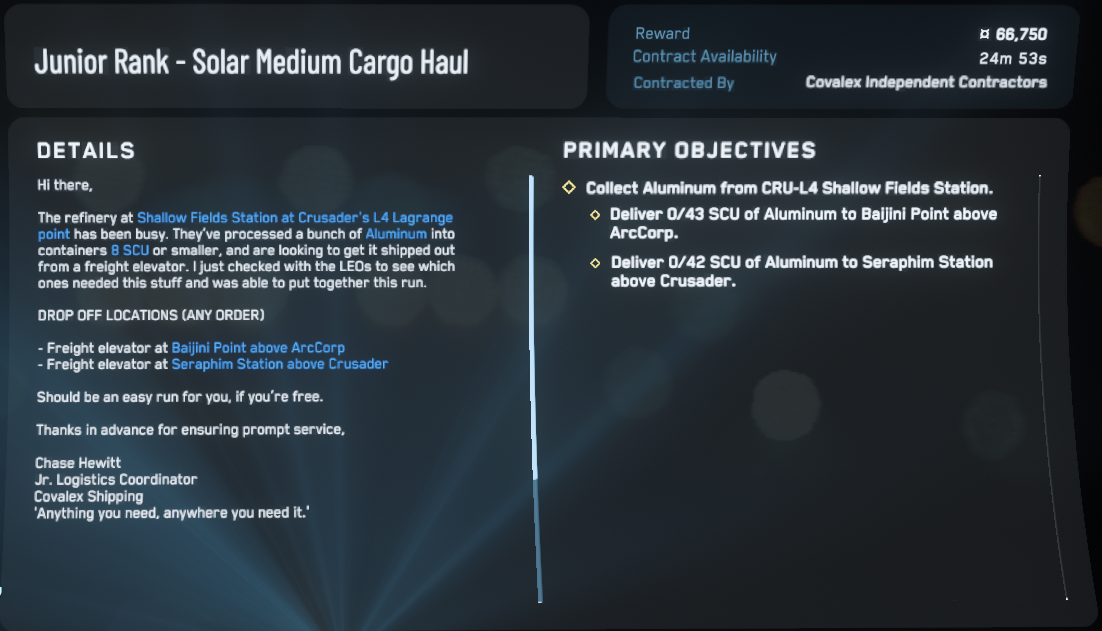 Junior Rank - Solar Medium Cargo Haul
Reward ¤ 66,750
Contract Availability 24m 53s
Contracted By Covalex Independent Contractors
DETAILS
Hi there,
The refinery at Shallow Fields Station at Crusader's L4 Lagrange
point has been busy. They've processed a bunch of Aluminum into
containers 8 SCU or smaller, and are looking to get it shipped out
from a freight elevator. I just checked with the LEOs to see which
ones needed this stuff and was able to put together this run.
DROP OFF LOCATIONS (ANY ORDER)
- Freight elevator at Baijini Point above ArcCorp
- Freight elevator at Seraphim Station above Crusader
Should be an easy run for you, if you're free.
Thanks in advance for ensuring prompt service,
Chase Hewitt
Jr. Logistics Coordinator
Covalex Shipping
'Anything you need, anywhere you need it.'
PRIMARY OBJECTIVES
Collect Aluminum from CRU-L4 Shallow Fields Station.
Deliver 0/43 SCU of Aluminum to Baijini Point above
ArcCorp.
Deliver 0/42 SCU of Aluminum to Seraphim Station
above Crusader.